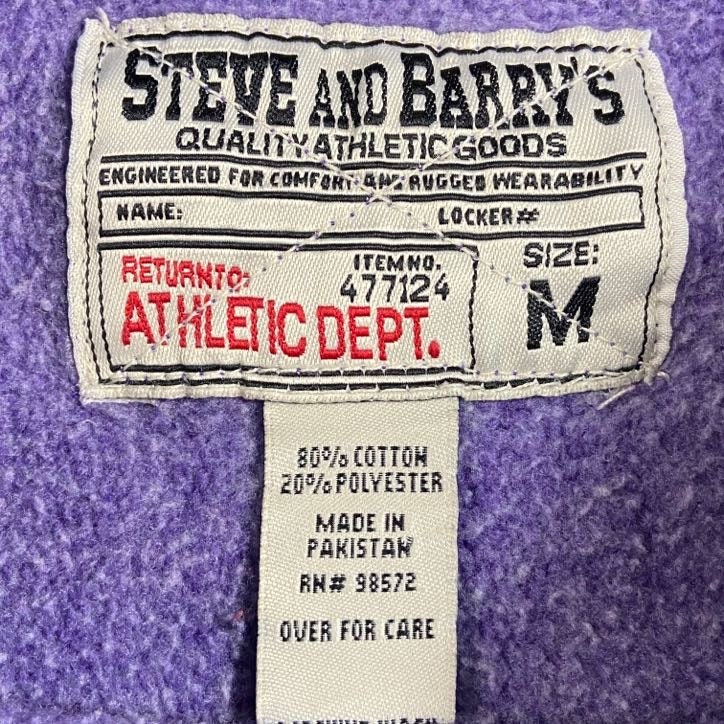 STEVE AND BARRY'S
QUALITY ATHLETIC GOODS
ENGINEERED FOR COMFORT AND RUGGED WEARABILITY
NAME: LOCKER#
RETURN TO: ITEM NO. SIZE:
477124
ATHLETIC DEPT. M
80% COTTON
20% POLYESTER
MADE IN
PAKISTAN
RN# 98572
OVER FOR CARE